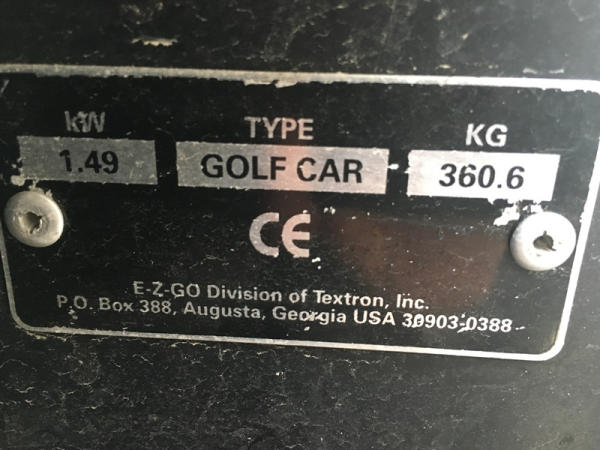 kW TYPE KG
1.49 GOLF CAR 360.6
CE
E-Z-GO Division of Textron, Inc.
P.O. Box 388, Augusta, Georgia USA 30903-0388